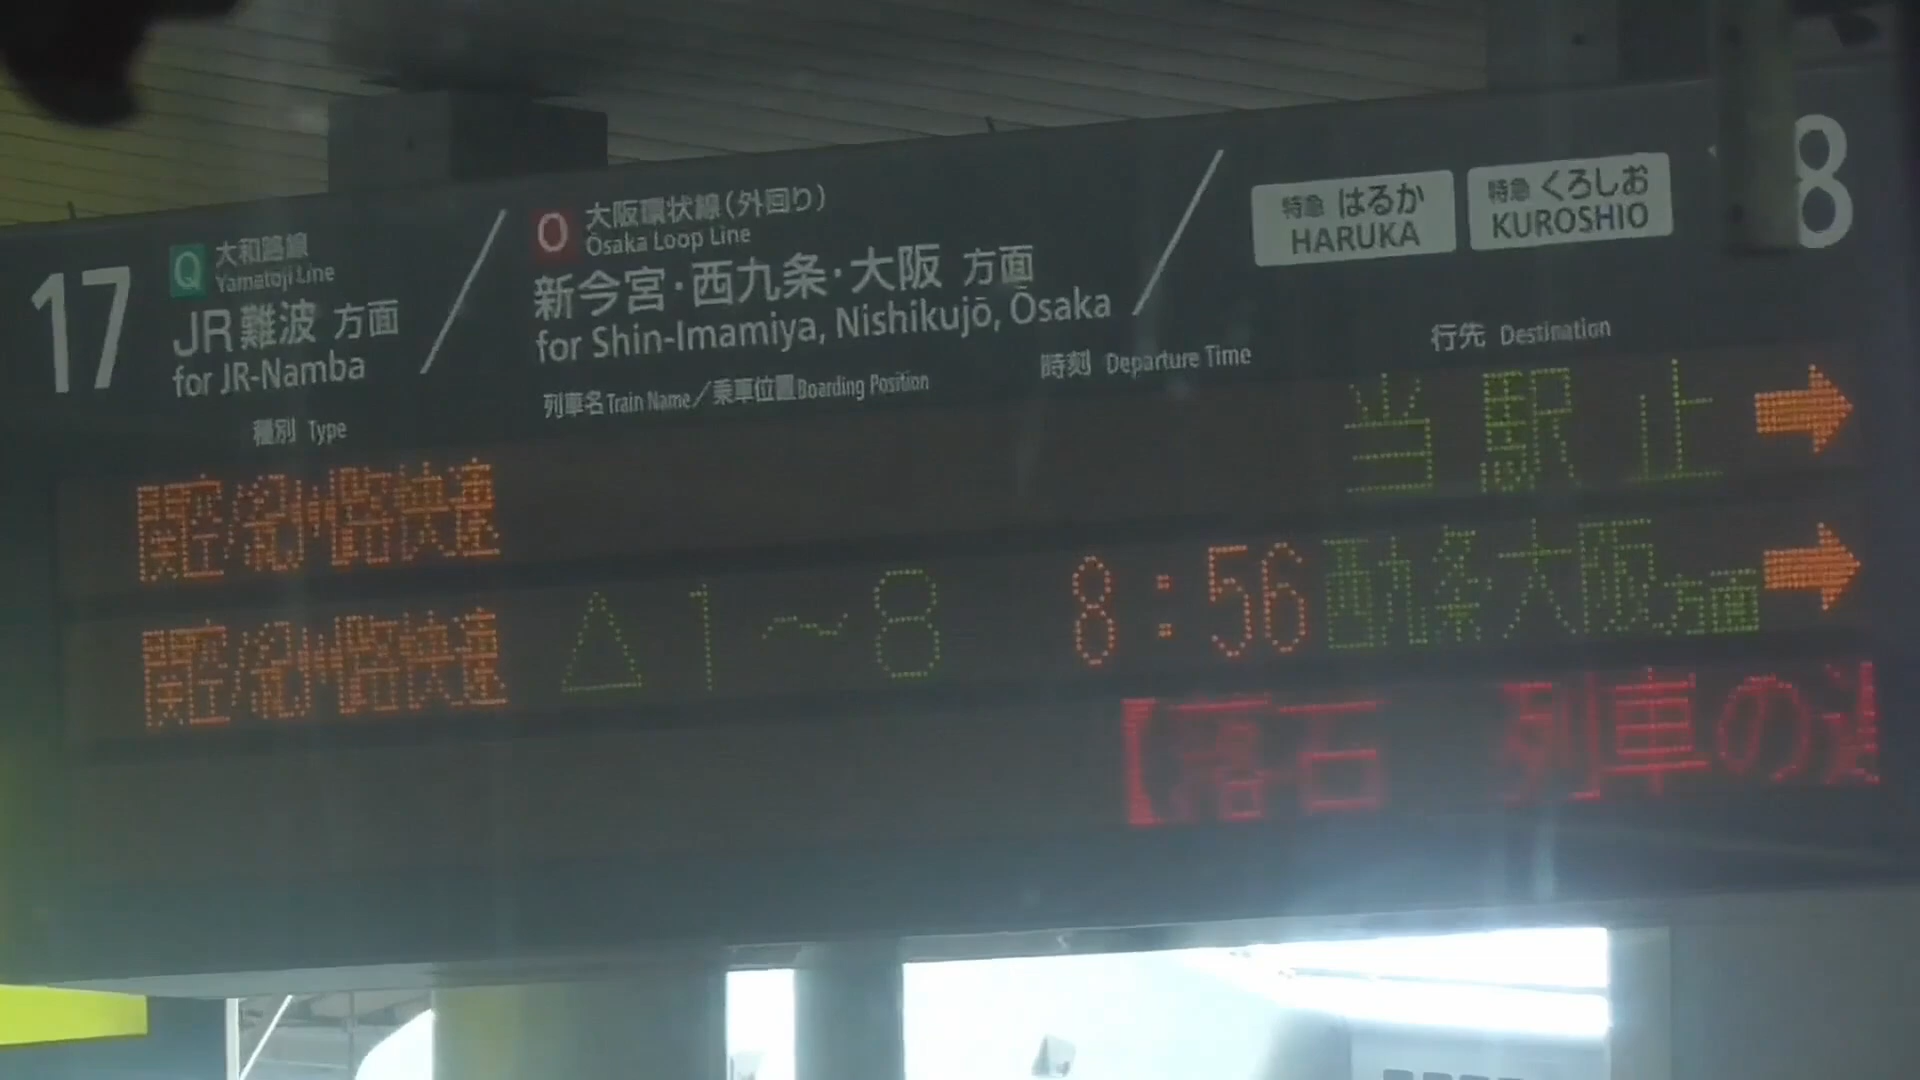 17
Q 大和路線
Yamatoji Line
JR難波 方面
for JR-Namba
O 大阪環状線(外回り)
Ōsaka Loop Line
新今宮・西九条・大阪 方面
for Shin-Imamiya, Nishikujō, Ōsaka
特急 はるか
HARUKA
特急 くろしお
KUROSHIO
8
種別 Type
列車名 Train Name/乗車位置 Boarding Position
時刻 Departure Time
行先 Destination
関空/紀州路快速 当駅止
関空/紀州路快速 △1~8 8:56 西九条大阪方面
【落石 列車の